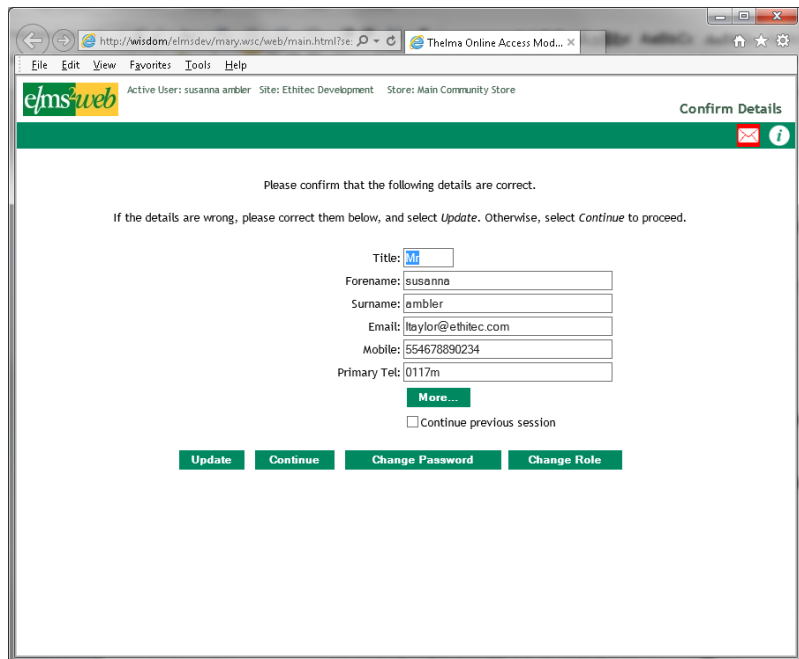 http://wisdom/elmsdev/mary.wsc/web/main.html?se:
Thelma Online Access Mod...
File Edit View Favorites Tools Help
elms2web
Active User: susanna ambler Site: Ethitec Development Store: Main Community Store
Confirm Details
Please confirm that the following details are correct.
If the details are wrong, please correct them below, and select Update. Otherwise, select Continue to proceed.
Title: Mr
Forename: susanna
Surname: ambler
Email: ltaylor@ethitec.com
Mobile: 554678890234
Primary Tel: 0117m
More...
Continue previous session
Update Continue Change Password Change Role